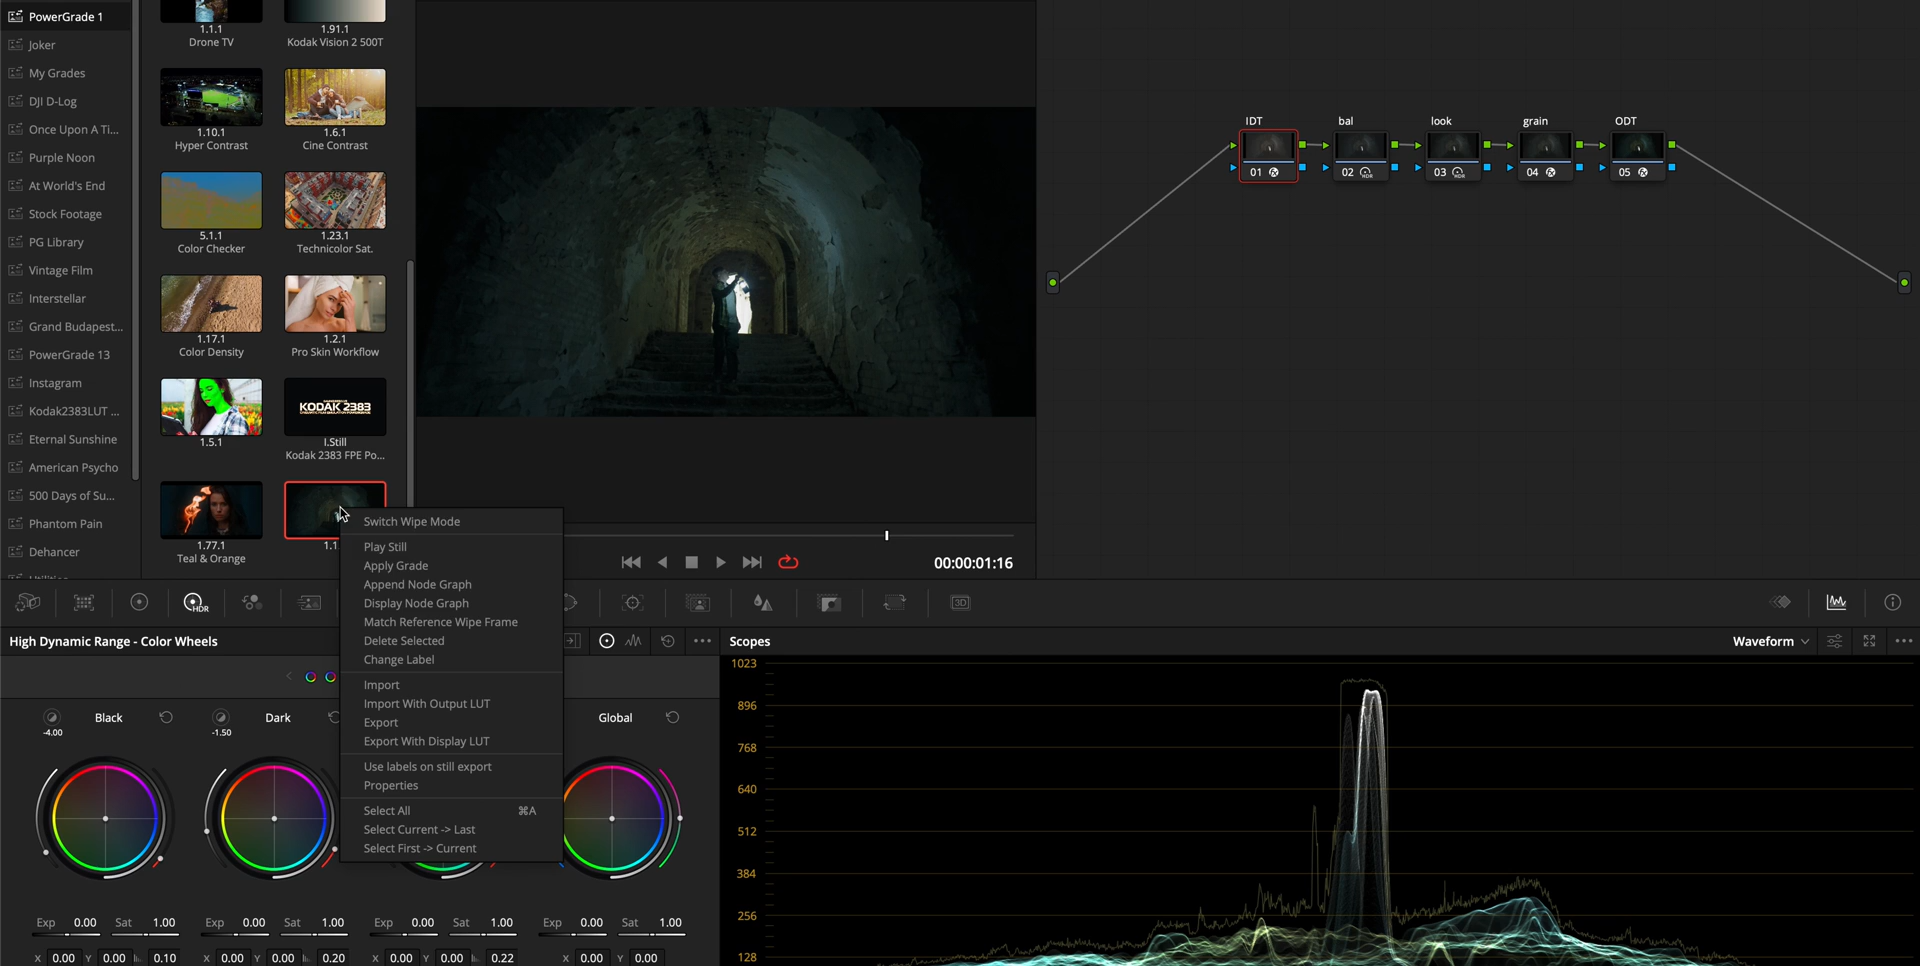 PowerGrade 1
Joker
My Grades
DJI D-Log
Once Upon A Ti...
Purple Noon
At World's End
Stock Footage
PG Library
Vintage Film
Interstellar
Grand Budapest...
PowerGrade 13
Instagram
Kodak2383LUT ...
Eternal Sunshine
American Psycho
500 Days of Su...
Phantom Pain
Dehancer
1.1.1
Drone TV
1.91.1
Kodak Vision 2 500T
1.10.1
Hyper Contrast
1.6.1
Cine Contrast
5.1.1
Color Checker
1.23.1
Technicolor Sat.
1.17.1
Color Density
1.2.1
Pro Skin Workflow
1.5.1
KODAK 2383
I.Still
Kodak 2383 FPE Po...
1.77.1
Teal & Orange
1.1
Switch Wipe Mode
Play Still
Apply Grade
Append Node Graph
Display Node Graph
Match Reference Wipe Frame
Delete Selected
Change Label
Import
Import With Output LUT
Export
Export With Display LUT
Use labels on still export
Properties
Select All ⌘A
Select Current -> Last
Select First -> Current
00:00:01:16
IDT bal look grain ODT
01 02 HDR 03 HDR 04 05
HDR
3D
High Dynamic Range - Color Wheels
Black
-4.00
Dark
-1.50
Global
Exp 0.00 Sat 1.00 Exp 0.00 Sat 1.00 Exp 0.00 Sat 1.00 Exp 0.00 Sat 1.00
X 0.00 Y 0.00 0.10 X 0.00 Y 0.00 0.20 X 0.00 Y 0.00 0.22 X 0.00 Y 0.00
Scopes
Waveform
1023
896
768
640
512
384
256
128